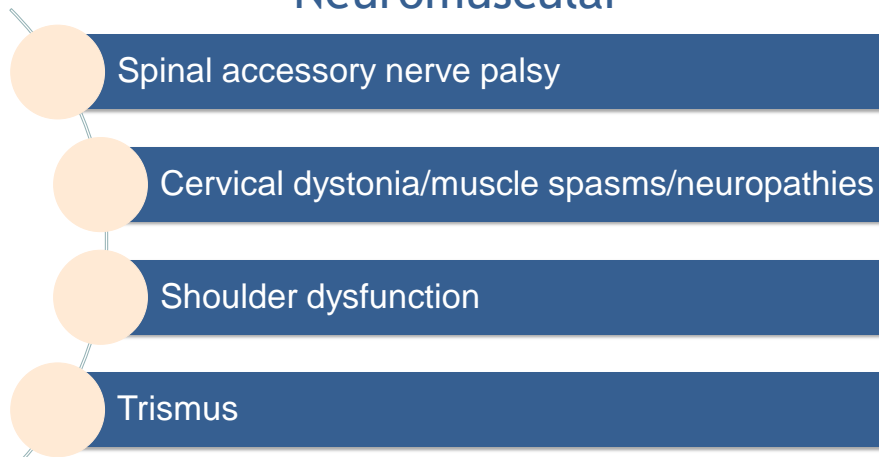 Neuromuscular
Spinal accessory nerve palsy
Cervical dystonia/muscle spasms/neuropathies
Shoulder dysfunction
Trismus